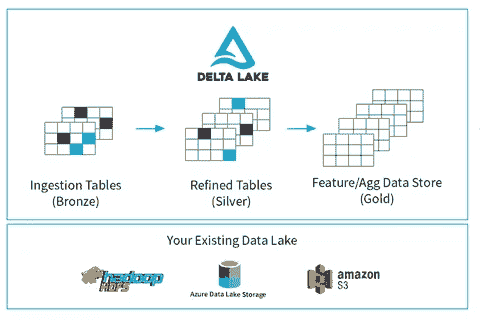 DELTA LAKE
Ingestion Tables
(Bronze)
Refined Tables
(Silver)
Feature/Agg Data Store
(Gold)
Your Existing Data Lake
hadoop
HDFS
Azure Data Lake Storage
amazon
S3